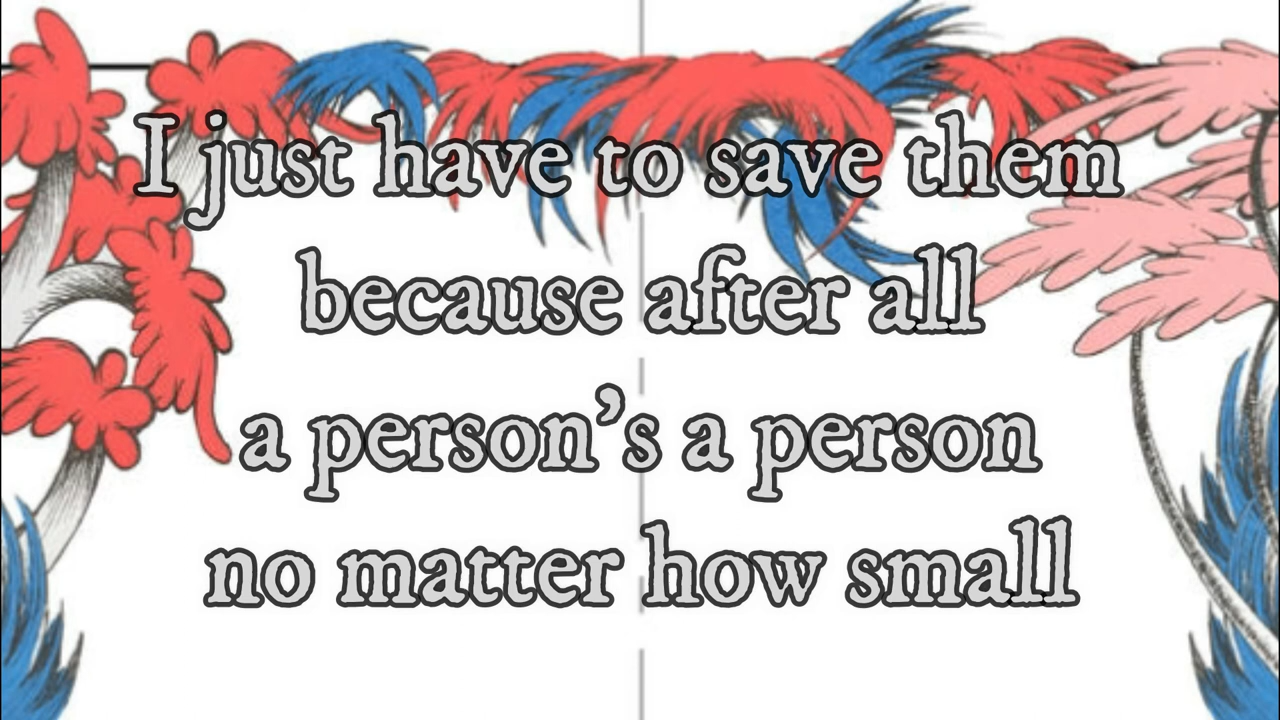 I just have to save them
because after all
a person’s a person
no matter how small